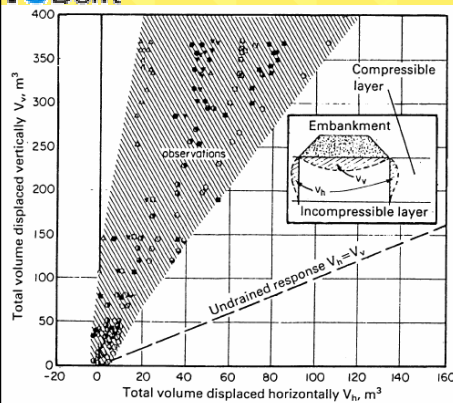 400
350
300
250
200
150
100
50
0
Total volume displaced vertically Vv, m³
observations
Compressible
layer
Embankment
Vv
Vh
Incompressible layer
Undrained response Vh=Vv
-20 0 20 40 60 80 100 120 140 160
Total volume displaced horizontally Vh, m³